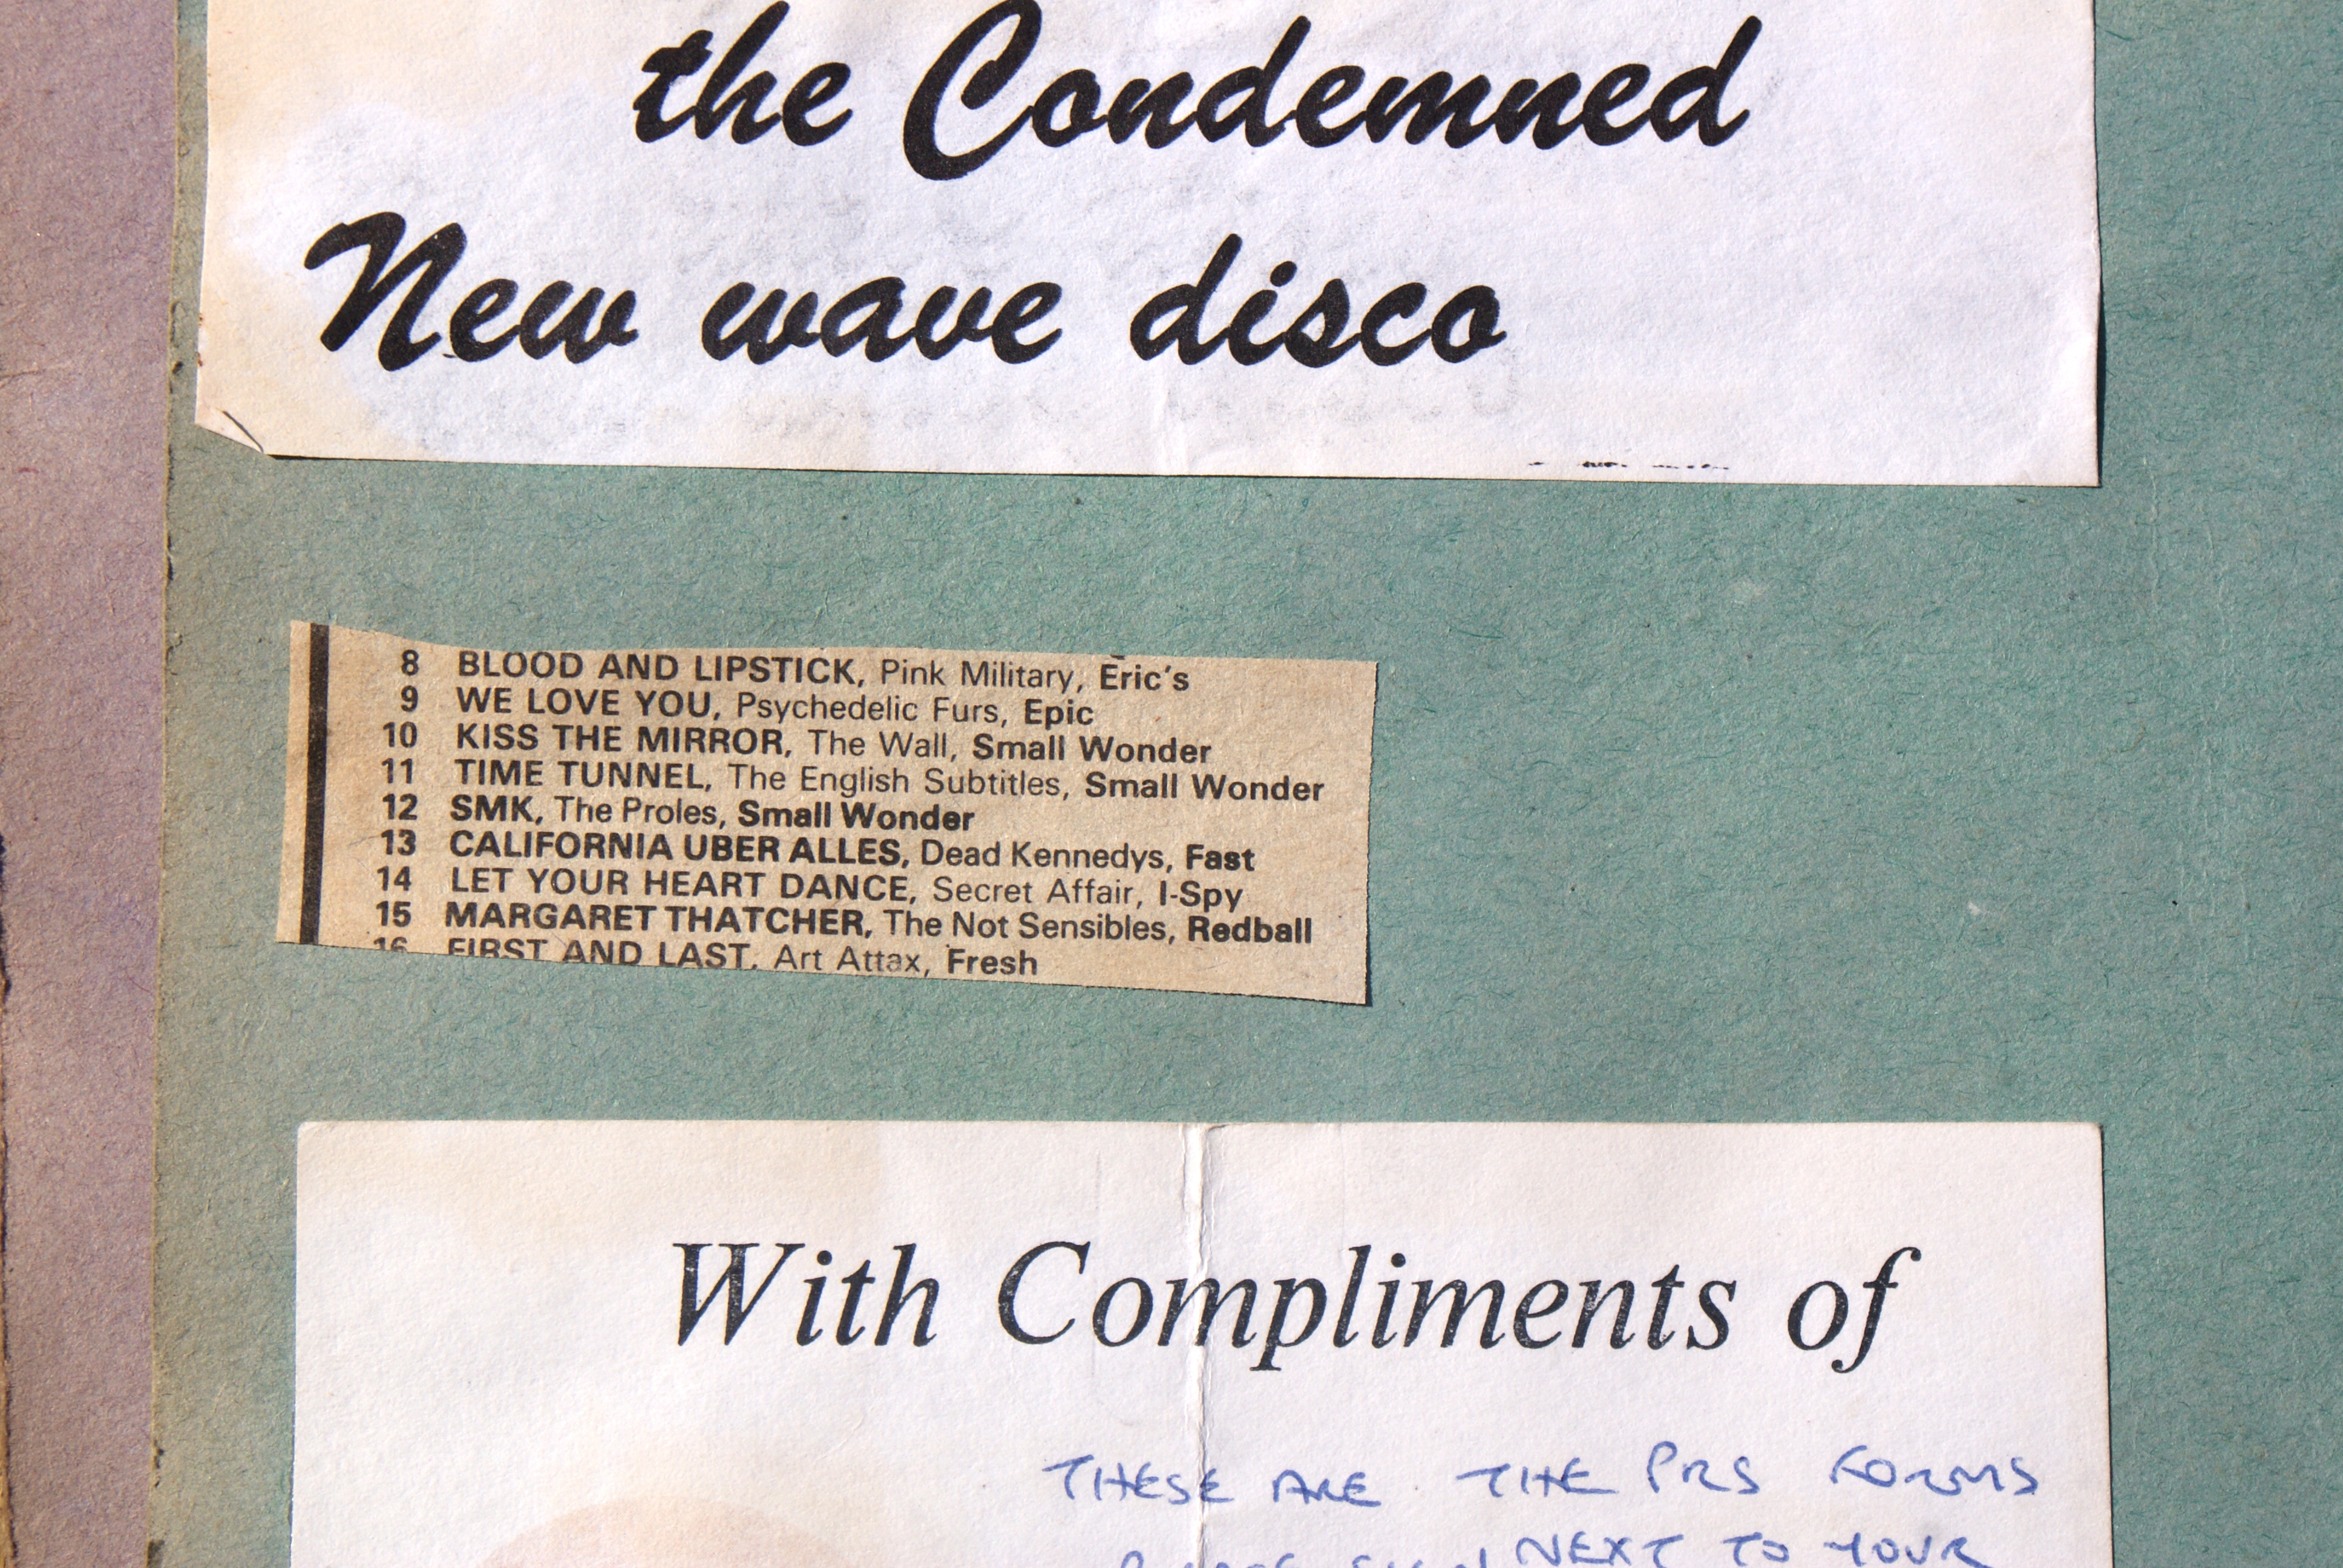 the Condemned
New wave disco
8 BLOOD AND LIPSTICK, Pink Military, Eric's
9 WE LOVE YOU, Psychedelic Furs, Epic
10 KISS THE MIRROR, The Wall, Small Wonder
11 TIME TUNNEL, The English Subtitles, Small Wonder
12 SMK, The Proles, Small Wonder
13 CALIFORNIA UBER ALLES, Dead Kennedys, Fast
14 LET YOUR HEART DANCE, Secret Affair, I-Spy
15 MARGARET THATCHER, The Not Sensibles, Redball
16 FIRST AND LAST, Art Attax, Fresh
With Compliments of
THESE ARE THE PRS FORMS
NEXT TO YOUR